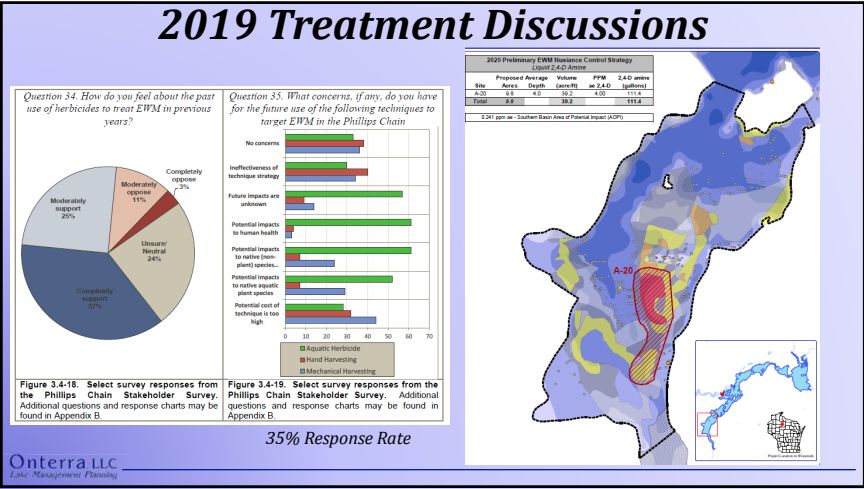 2019 Treatment Discussions
Question 34. How do you feel about the past
use of herbicides to treat EWM in previous
years?
Completely
oppose
3%
Moderately
oppose
11%
Moderately
support
25%
Unsure/
Neutral
24%
Completely
support
37%
Figure 3.4-18. Select survey responses from
the Phillips Chain Stakeholder Survey.
Additional questions and response charts may be
found in Appendix B.
Question 35. What concerns, if any, do you have
for the future use of the following techniques to
target EWM in the Phillips Chain
No concerns
Ineffectiveness of
technique strategy
Future impacts are
unknown
Potential impacts
to human health
Potential impacts
to native (non-
plant) species...
Potential impacts
to native aquatic
plant species
Potential cost of
technique is too
high
0 10 20 30 40 50 60 70
Aquatic Herbicide
Hand Harvesting
Mechanical Harvesting
Figure 3.4-19. Select survey responses from the
Phillips Chain Stakeholder Survey. Additional
questions and response charts may be found in
Appendix B.
35% Response Rate
2020 Preliminary EWM Nusiance Control Strategy
Liquid 2,4-D Amine
Proposed Average Volume PPM 2,4-D amine
Site Acres Depth (acre/ft) ae 2,4-D (gallons)
A-20 9.8 4.0 39.2 4.00 111.4
Total 9.8 39.2 111.4
0.241 ppm ae - Southern Basin Area of Potenial Impact (AOPI)
A-20
Project Location in Wisconsin
Onterra LLC
Lake Management Planning